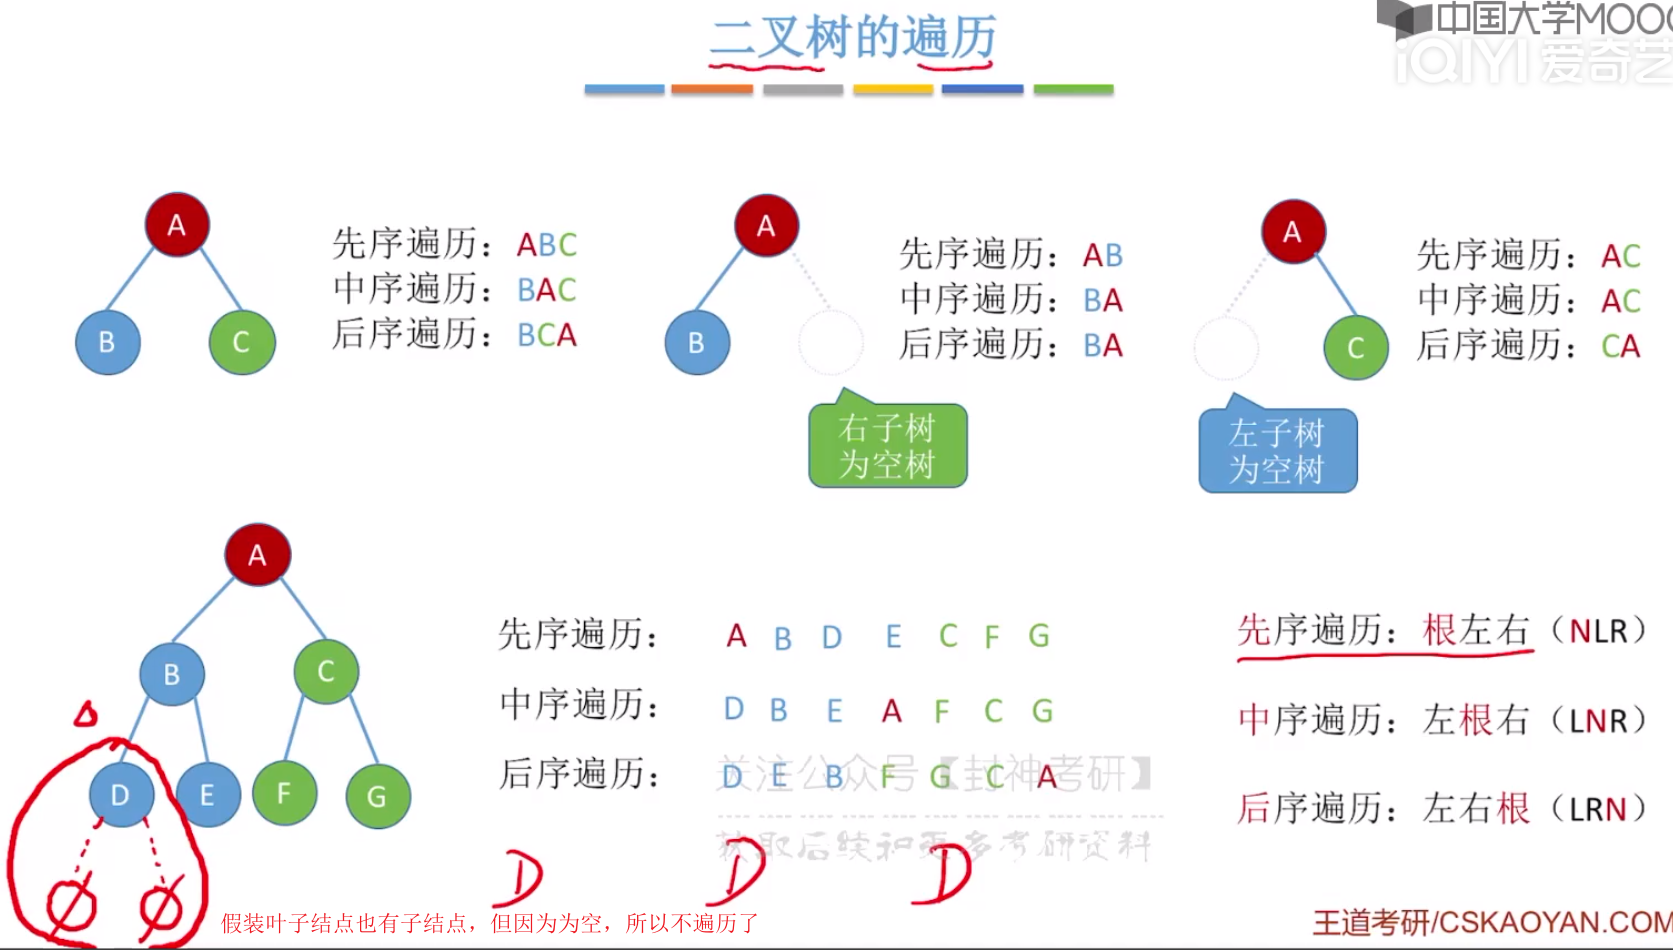 二叉树的遍历
中国大学MOOC
iQIYI 爱奇艺
A
B
C
先序遍历：ABC
中序遍历：BAC
后序遍历：BCA
A
B
先序遍历：AB
中序遍历：BA
后序遍历：BA
右子树
为空树
A
C
先序遍历：AC
中序遍历：AC
后序遍历：CA
左子树
为空树
A
B
C
D
E
F
G
先序遍历： A B D E C F G
中序遍历： D B E A F C G
后序遍历： D E B F G C A
关注公众号【封神考研】
获取后续和更多考研资料
先序遍历：根左右（NLR）
中序遍历：左根右（LNR）
后序遍历：左右根（LRN）
D D D
假装叶子结点也有子结点，但因为为空，所以不遍历了
王道考研/CSKAOYAN.COM